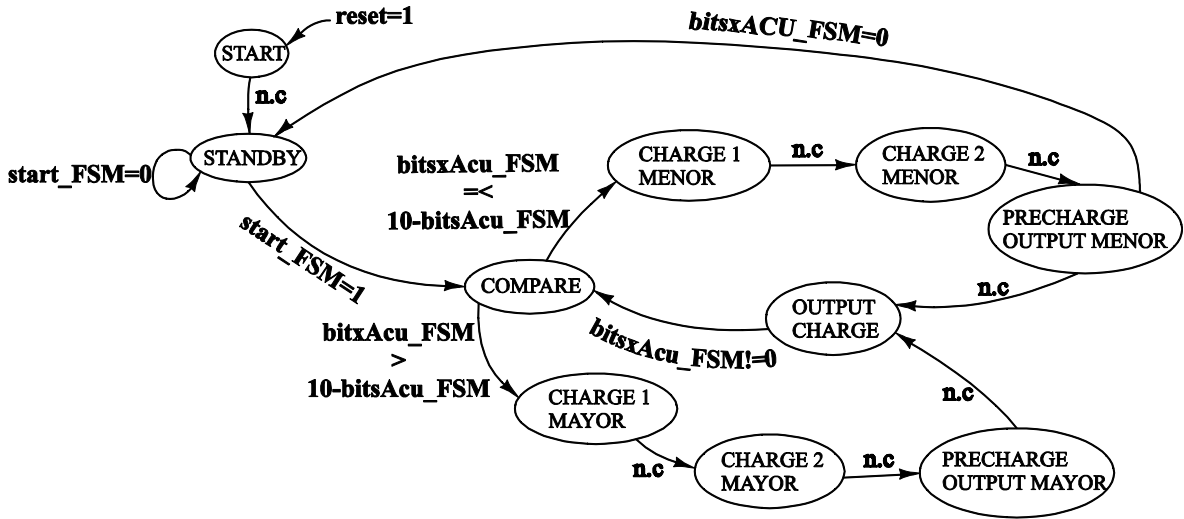 reset=1
START
n.c
bitsxACU_FSM=0
STANDBY
start_FSM=0
start_FSM=1
bitsxAcu_FSM
=<
10-bitsAcu_FSM
CHARGE 1
MENOR
n.c
CHARGE 2
MENOR
n.c
PRECHARGE
OUTPUT MENOR
n.c
COMPARE
OUTPUT
CHARGE
bitsxAcu_FSM!=0
bitxAcu_FSM
>
10-bitsAcu_FSM
CHARGE 1
MAYOR
n.c
CHARGE 2
MAYOR
n.c
PRECHARGE
OUTPUT MAYOR
n.c